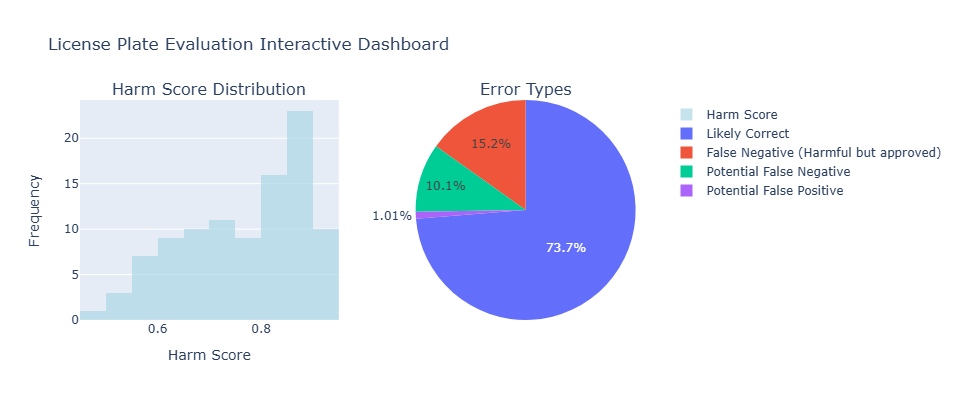 License Plate Evaluation Interactive Dashboard
Harm Score Distribution
Frequency
20
15
10
5
0
0.6
0.8
Harm Score
Error Types
15.2%
10.1%
1.01%
73.7%
Harm Score
Likely Correct
False Negative (Harmful but approved)
Potential False Negative
Potential False Positive